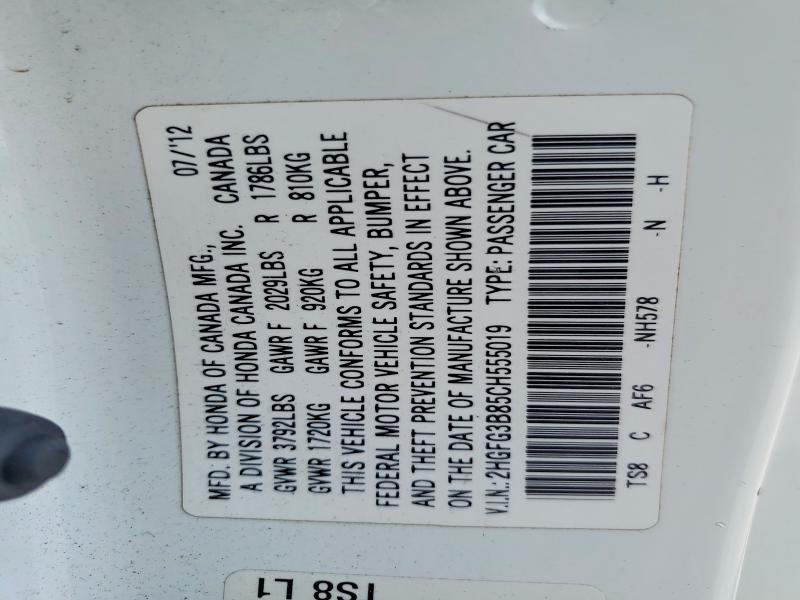 MFD. BY HONDA OF CANADA MFG., 07/'12
A DIVISION OF HONDA CANADA INC. CANADA
GVWR 3792LBS GAWR F 2029LBS R 1786LBS
GVWR 1720KG GAWR F 920KG R 810KG
THIS VEHICLE CONFORMS TO ALL APPLICABLE
FEDERAL MOTOR VEHICLE SAFETY, BUMPER,
AND THEFT PREVENTION STANDARDS IN EFFECT
ON THE DATE OF MANUFACTURE SHOWN ABOVE.
V.I.N.:2HGFG3B85CH555019 TYPE: PASSENGER CAR
TS8 C AF6 -NH578 -N -H
TS8 L1